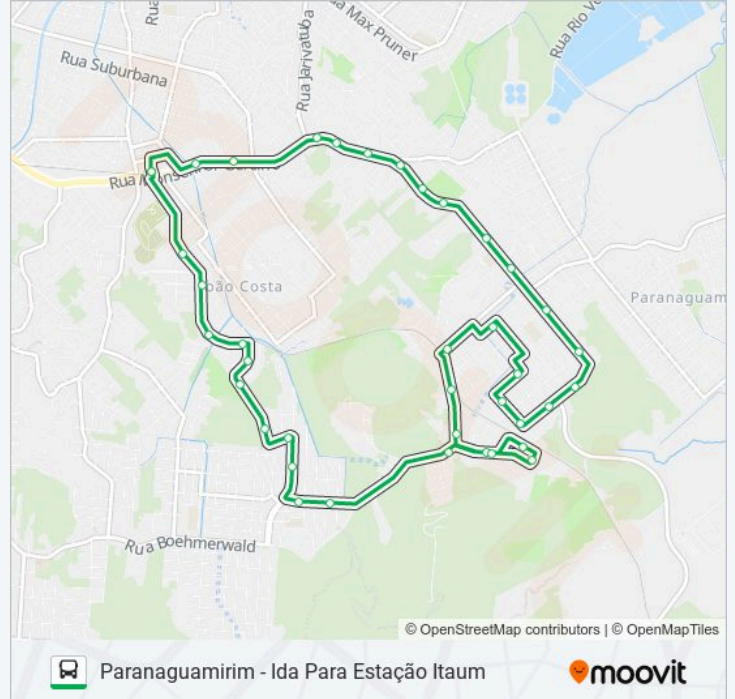 Rua
Max Pruner
Rua Suburbana
Rua Jarivatuba
Rua Rio
Rua Monsenhor
João Costa
Paranaguam
Rua Boehmerwald
© OpenStreetMap contributors | © OpenMapTiles
Paranaguamirim - Ida Para Estação Itaum
moovit